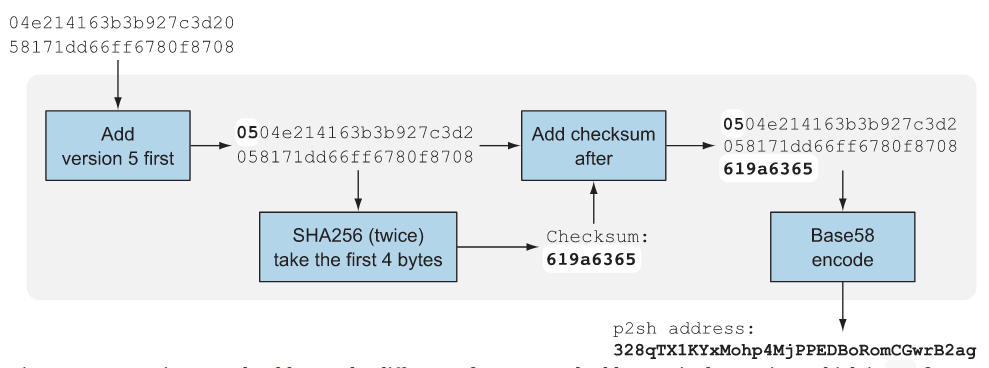 04e214163b3b927c3d20
58171dd66ff6780f8708
Add
version 5 first
0504e214163b3b927c3d2
058171dd66ff6780f8708
Add checksum
after
0504e214163b3b927c3d2
058171dd66ff6780f8708
619a6365
SHA256 (twice)
take the first 4 bytes
Checksum:
619a6365
Base58
encode
p2sh address:
328qTX1KYxMohp4MjPPEDBoRomCGwrB2ag